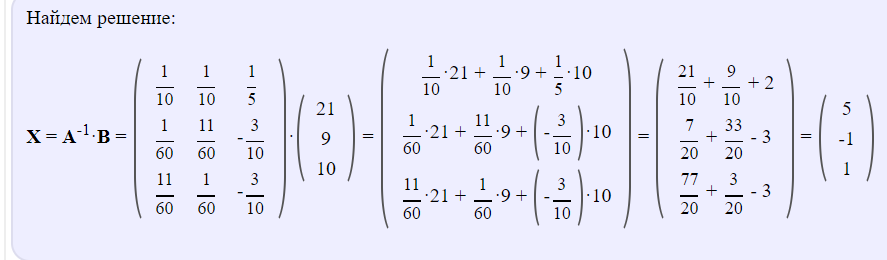 Найдем решение:
X = A^-1·B = ( 1/10 1/10 1/5 ; 1/60 11/60 -3/10 ; 11/60 1/60 -3/10 ) · ( 21 ; 9 ; 10 ) = ( 1/10·21 + 1/10·9 + 1/5·10 ; 1/60·21 + 11/60·9 + (-3/10)·10 ; 11/60·21 + 1/60·9 + (-3/10)·10 ) = ( 21/10 + 9/10 + 2 ; 7/20 + 33/20 - 3 ; 77/20 + 3/20 - 3 ) = ( 5 ; -1 ; 1 )